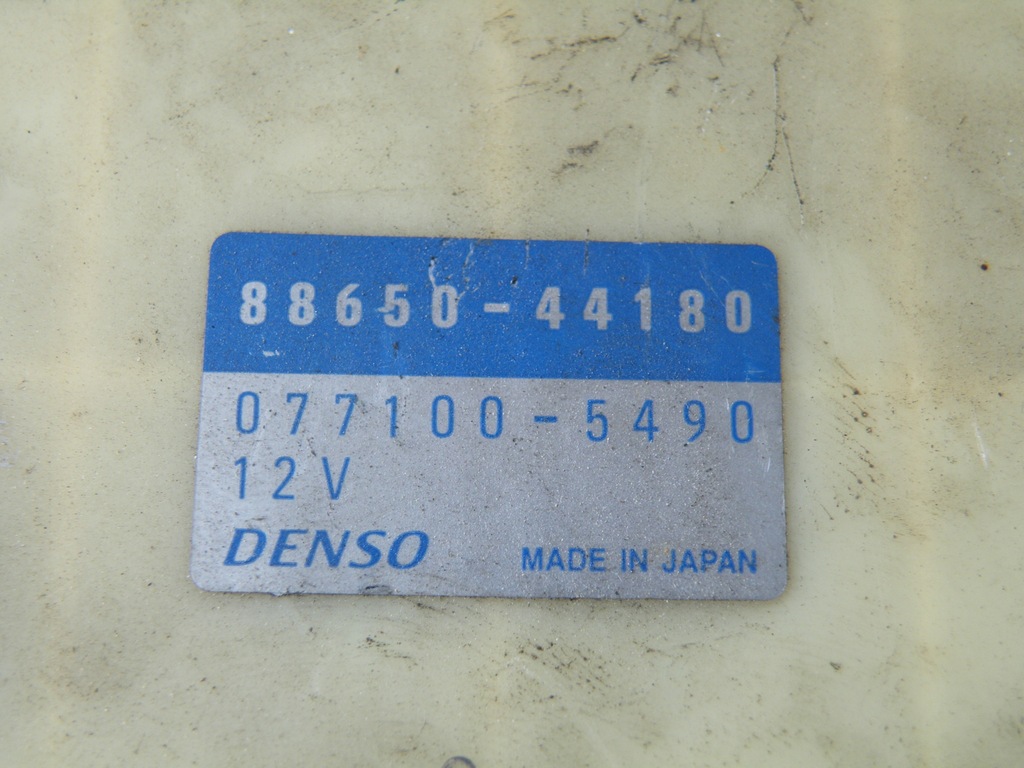 88650-44180
077100-5490
12V
DENSO
MADE IN JAPAN